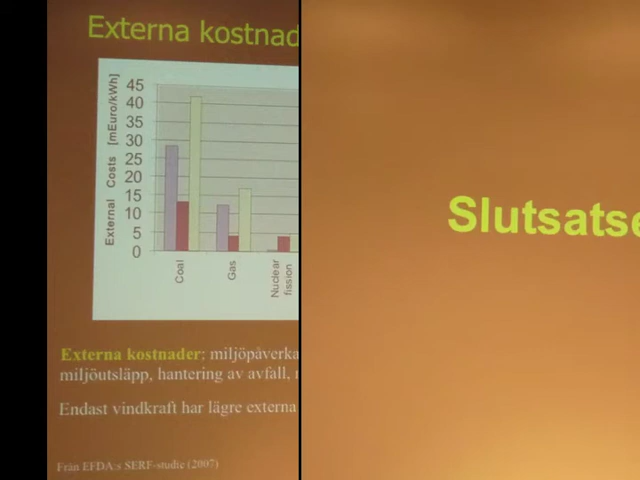 Externa kostnad
External Costs [mEuro/kWh]
45
40
35
30
25
20
15
10
5
0
Coal
Gas
Nuclear
fission
Externa kostnader; miljöpåverka
miljöutsläpp, hantering av avfall,
Endast vindkraft har lägre externa
Från EFDA:s SERF-studie (2007)
Slutsatse